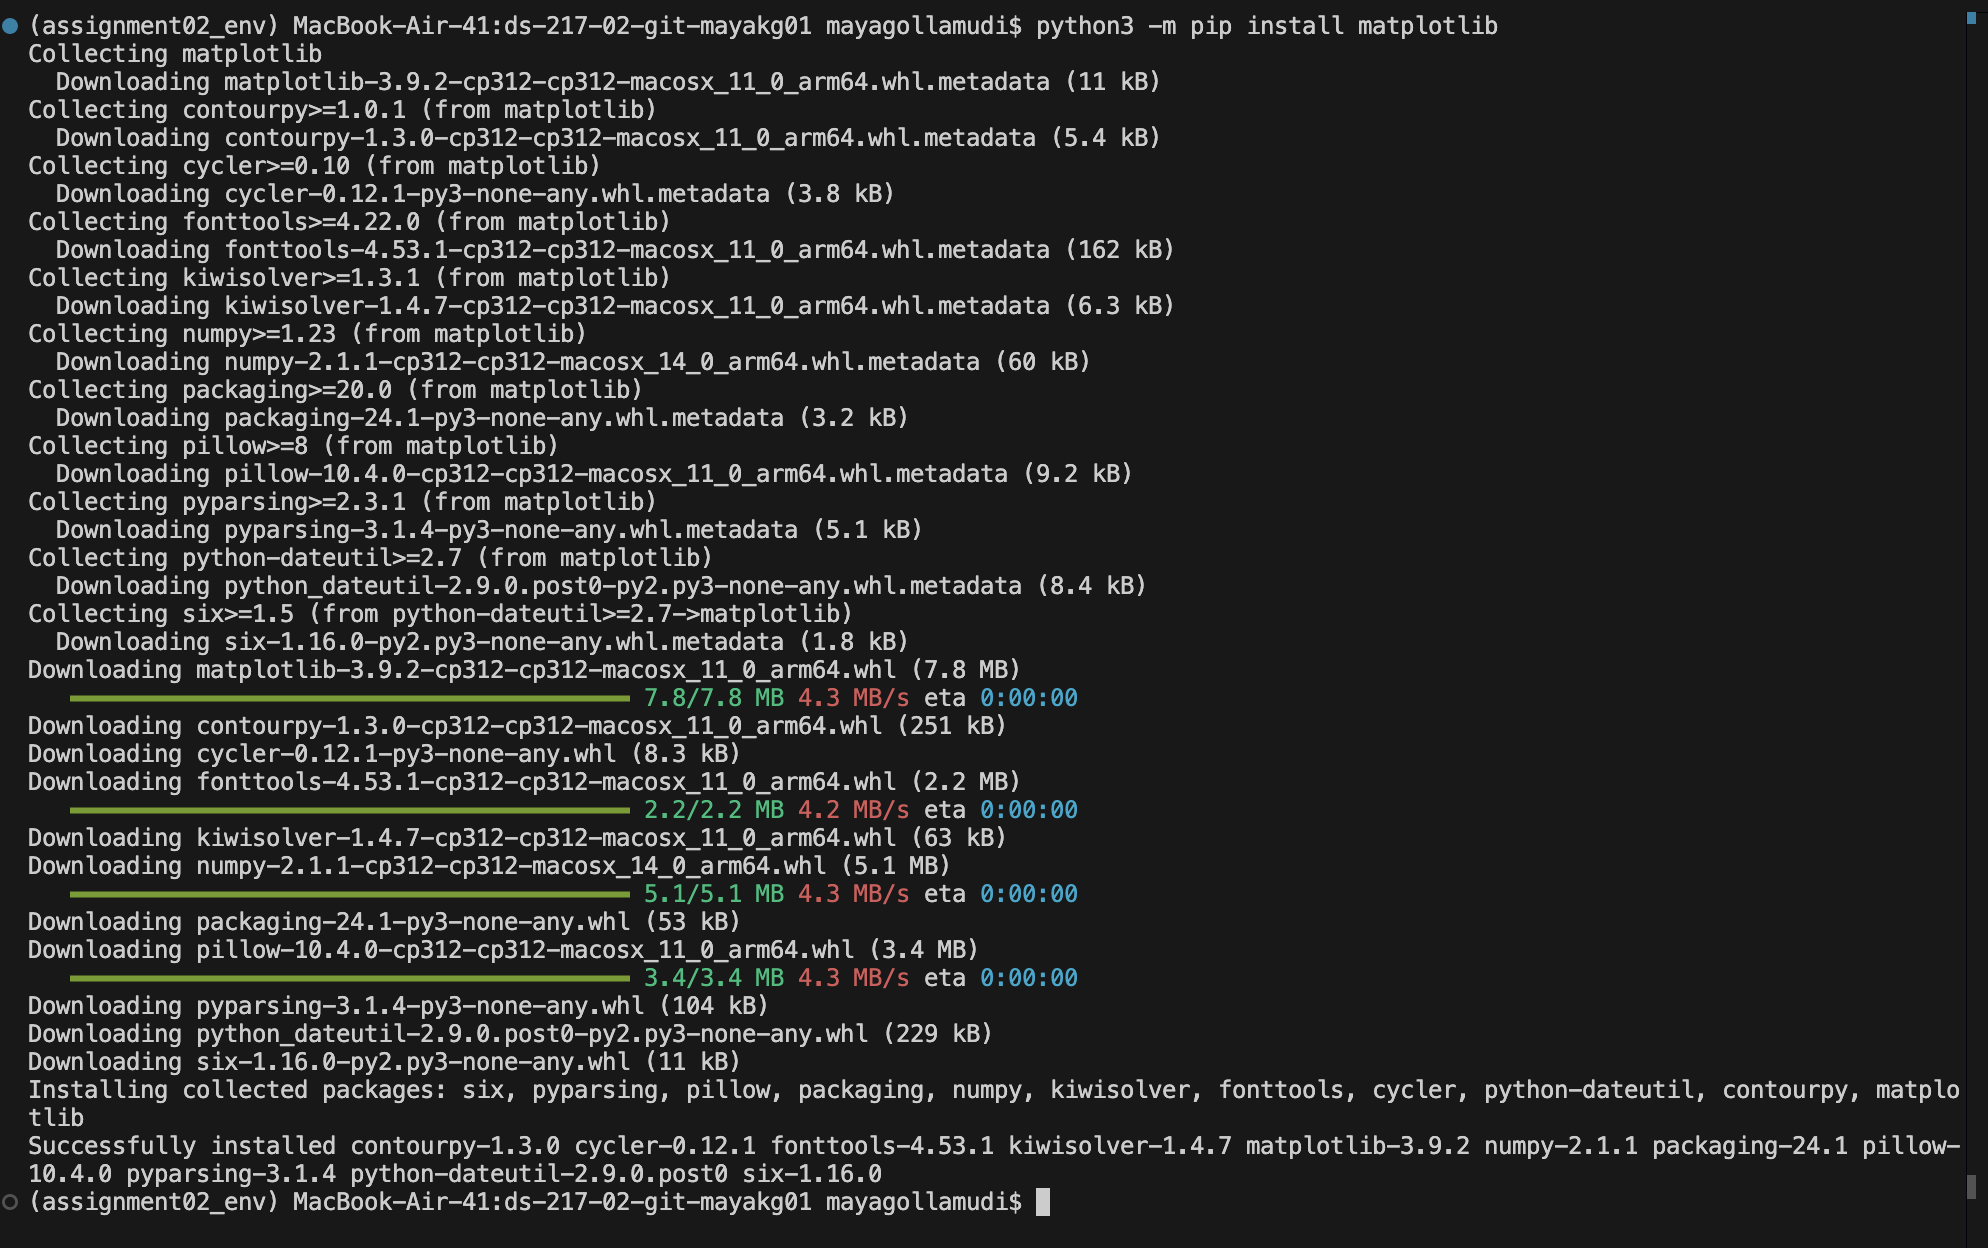 (assignment02_env) MacBook-Air-41:ds-217-02-git-mayakg01 mayagollamudi$ python3 -m pip install matplotlib
Collecting matplotlib
  Downloading matplotlib-3.9.2-cp312-cp312-macosx_11_0_arm64.whl.metadata (11 kB)
Collecting contourpy>=1.0.1 (from matplotlib)
  Downloading contourpy-1.3.0-cp312-cp312-macosx_11_0_arm64.whl.metadata (5.4 kB)
Collecting cycler>=0.10 (from matplotlib)
  Downloading cycler-0.12.1-py3-none-any.whl.metadata (3.8 kB)
Collecting fonttools>=4.22.0 (from matplotlib)
  Downloading fonttools-4.53.1-cp312-cp312-macosx_11_0_arm64.whl.metadata (162 kB)
Collecting kiwisolver>=1.3.1 (from matplotlib)
  Downloading kiwisolver-1.4.7-cp312-cp312-macosx_11_0_arm64.whl.metadata (6.3 kB)
Collecting numpy>=1.23 (from matplotlib)
  Downloading numpy-2.1.1-cp312-cp312-macosx_14_0_arm64.whl.metadata (60 kB)
Collecting packaging>=20.0 (from matplotlib)
  Downloading packaging-24.1-py3-none-any.whl.metadata (3.2 kB)
Collecting pillow>=8 (from matplotlib)
  Downloading pillow-10.4.0-cp312-cp312-macosx_11_0_arm64.whl.metadata (9.2 kB)
Collecting pyparsing>=2.3.1 (from matplotlib)
  Downloading pyparsing-3.1.4-py3-none-any.whl.metadata (5.1 kB)
Collecting python-dateutil>=2.7 (from matplotlib)
  Downloading python_dateutil-2.9.0.post0-py2.py3-none-any.whl.metadata (8.4 kB)
Collecting six>=1.5 (from python-dateutil>=2.7->matplotlib)
  Downloading six-1.16.0-py2.py3-none-any.whl.metadata (1.8 kB)
Downloading matplotlib-3.9.2-cp312-cp312-macosx_11_0_arm64.whl (7.8 MB)
7.8/7.8 MB 4.3 MB/s eta 0:00:00
Downloading contourpy-1.3.0-cp312-cp312-macosx_11_0_arm64.whl (251 kB)
Downloading cycler-0.12.1-py3-none-any.whl (8.3 kB)
Downloading fonttools-4.53.1-cp312-cp312-macosx_11_0_arm64.whl (2.2 MB)
2.2/2.2 MB 4.2 MB/s eta 0:00:00
Downloading kiwisolver-1.4.7-cp312-cp312-macosx_11_0_arm64.whl (63 kB)
Downloading numpy-2.1.1-cp312-cp312-macosx_14_0_arm64.whl (5.1 MB)
5.1/5.1 MB 4.3 MB/s eta 0:00:00
Downloading packaging-24.1-py3-none-any.whl (53 kB)
Downloading pillow-10.4.0-cp312-cp312-macosx_11_0_arm64.whl (3.4 MB)
3.4/3.4 MB 4.3 MB/s eta 0:00:00
Downloading pyparsing-3.1.4-py3-none-any.whl (104 kB)
Downloading python_dateutil-2.9.0.post0-py2.py3-none-any.whl (229 kB)
Downloading six-1.16.0-py2.py3-none-any.whl (11 kB)
Installing collected packages: six, pyparsing, pillow, packaging, numpy, kiwisolver, fonttools, cycler, python-dateutil, contourpy, matplo
tlib
Successfully installed contourpy-1.3.0 cycler-0.12.1 fonttools-4.53.1 kiwisolver-1.4.7 matplotlib-3.9.2 numpy-2.1.1 packaging-24.1 pillow-
10.4.0 pyparsing-3.1.4 python-dateutil-2.9.0.post0 six-1.16.0
(assignment02_env) MacBook-Air-41:ds-217-02-git-mayakg01 mayagollamudi$